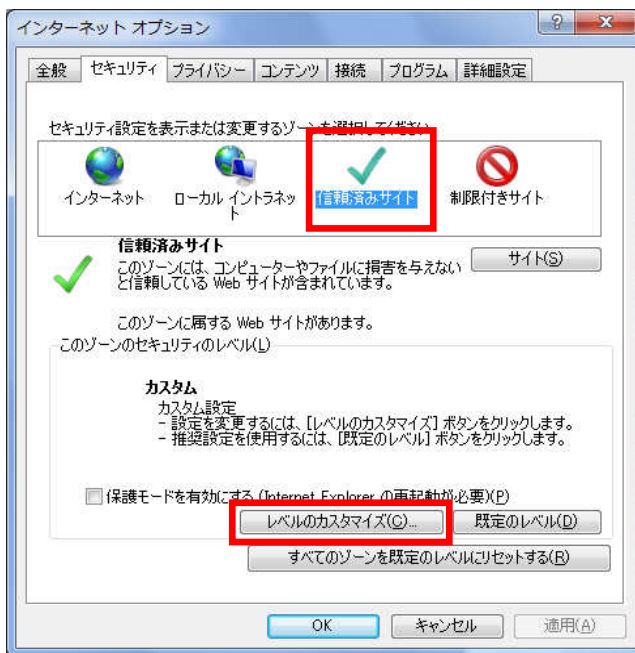 インターネット オプション
全般 セキュリティ プライバシー コンテンツ 接続 プログラム 詳細設定
セキュリティ設定を表示または変更するゾーンを選択してください
インターネット ローカル イントラネット 信頼済みサイト 制限付きサイト
信頼済みサイト
サイト(S)
このゾーンには、コンピューターやファイルに損害を与えない
と信頼している Web サイトが含まれています。
このゾーンに属する Web サイトがあります。
このゾーンのセキュリティのレベル(L)
カスタム
カスタム設定
- 設定を変更するには、[レベルのカスタマイズ] ボタンをクリックします。
- 推奨設定を使用するには、[既定のレベル] ボタンをクリックします。
保護モードを有効にする (Internet Explorer の再起動が必要)(P)
レベルのカスタマイズ(C)... 既定のレベル(D)
すべてのゾーンを既定のレベルにリセットする(R)
OK キャンセル 適用(A)